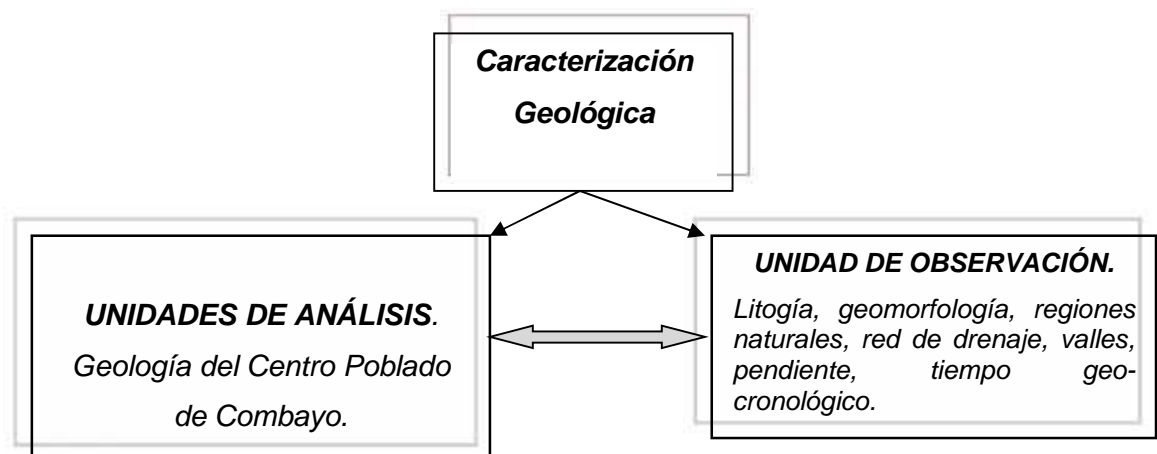 Caracterización
Geológica
UNIDADES DE ANÁLISIS.
Geología del Centro Poblado
de Combayo.
UNIDAD DE OBSERVACIÓN.
Litogía, geomorfología, regiones
naturales, red de drenaje, valles,
pendiente, tiempo geo-
cronológico.